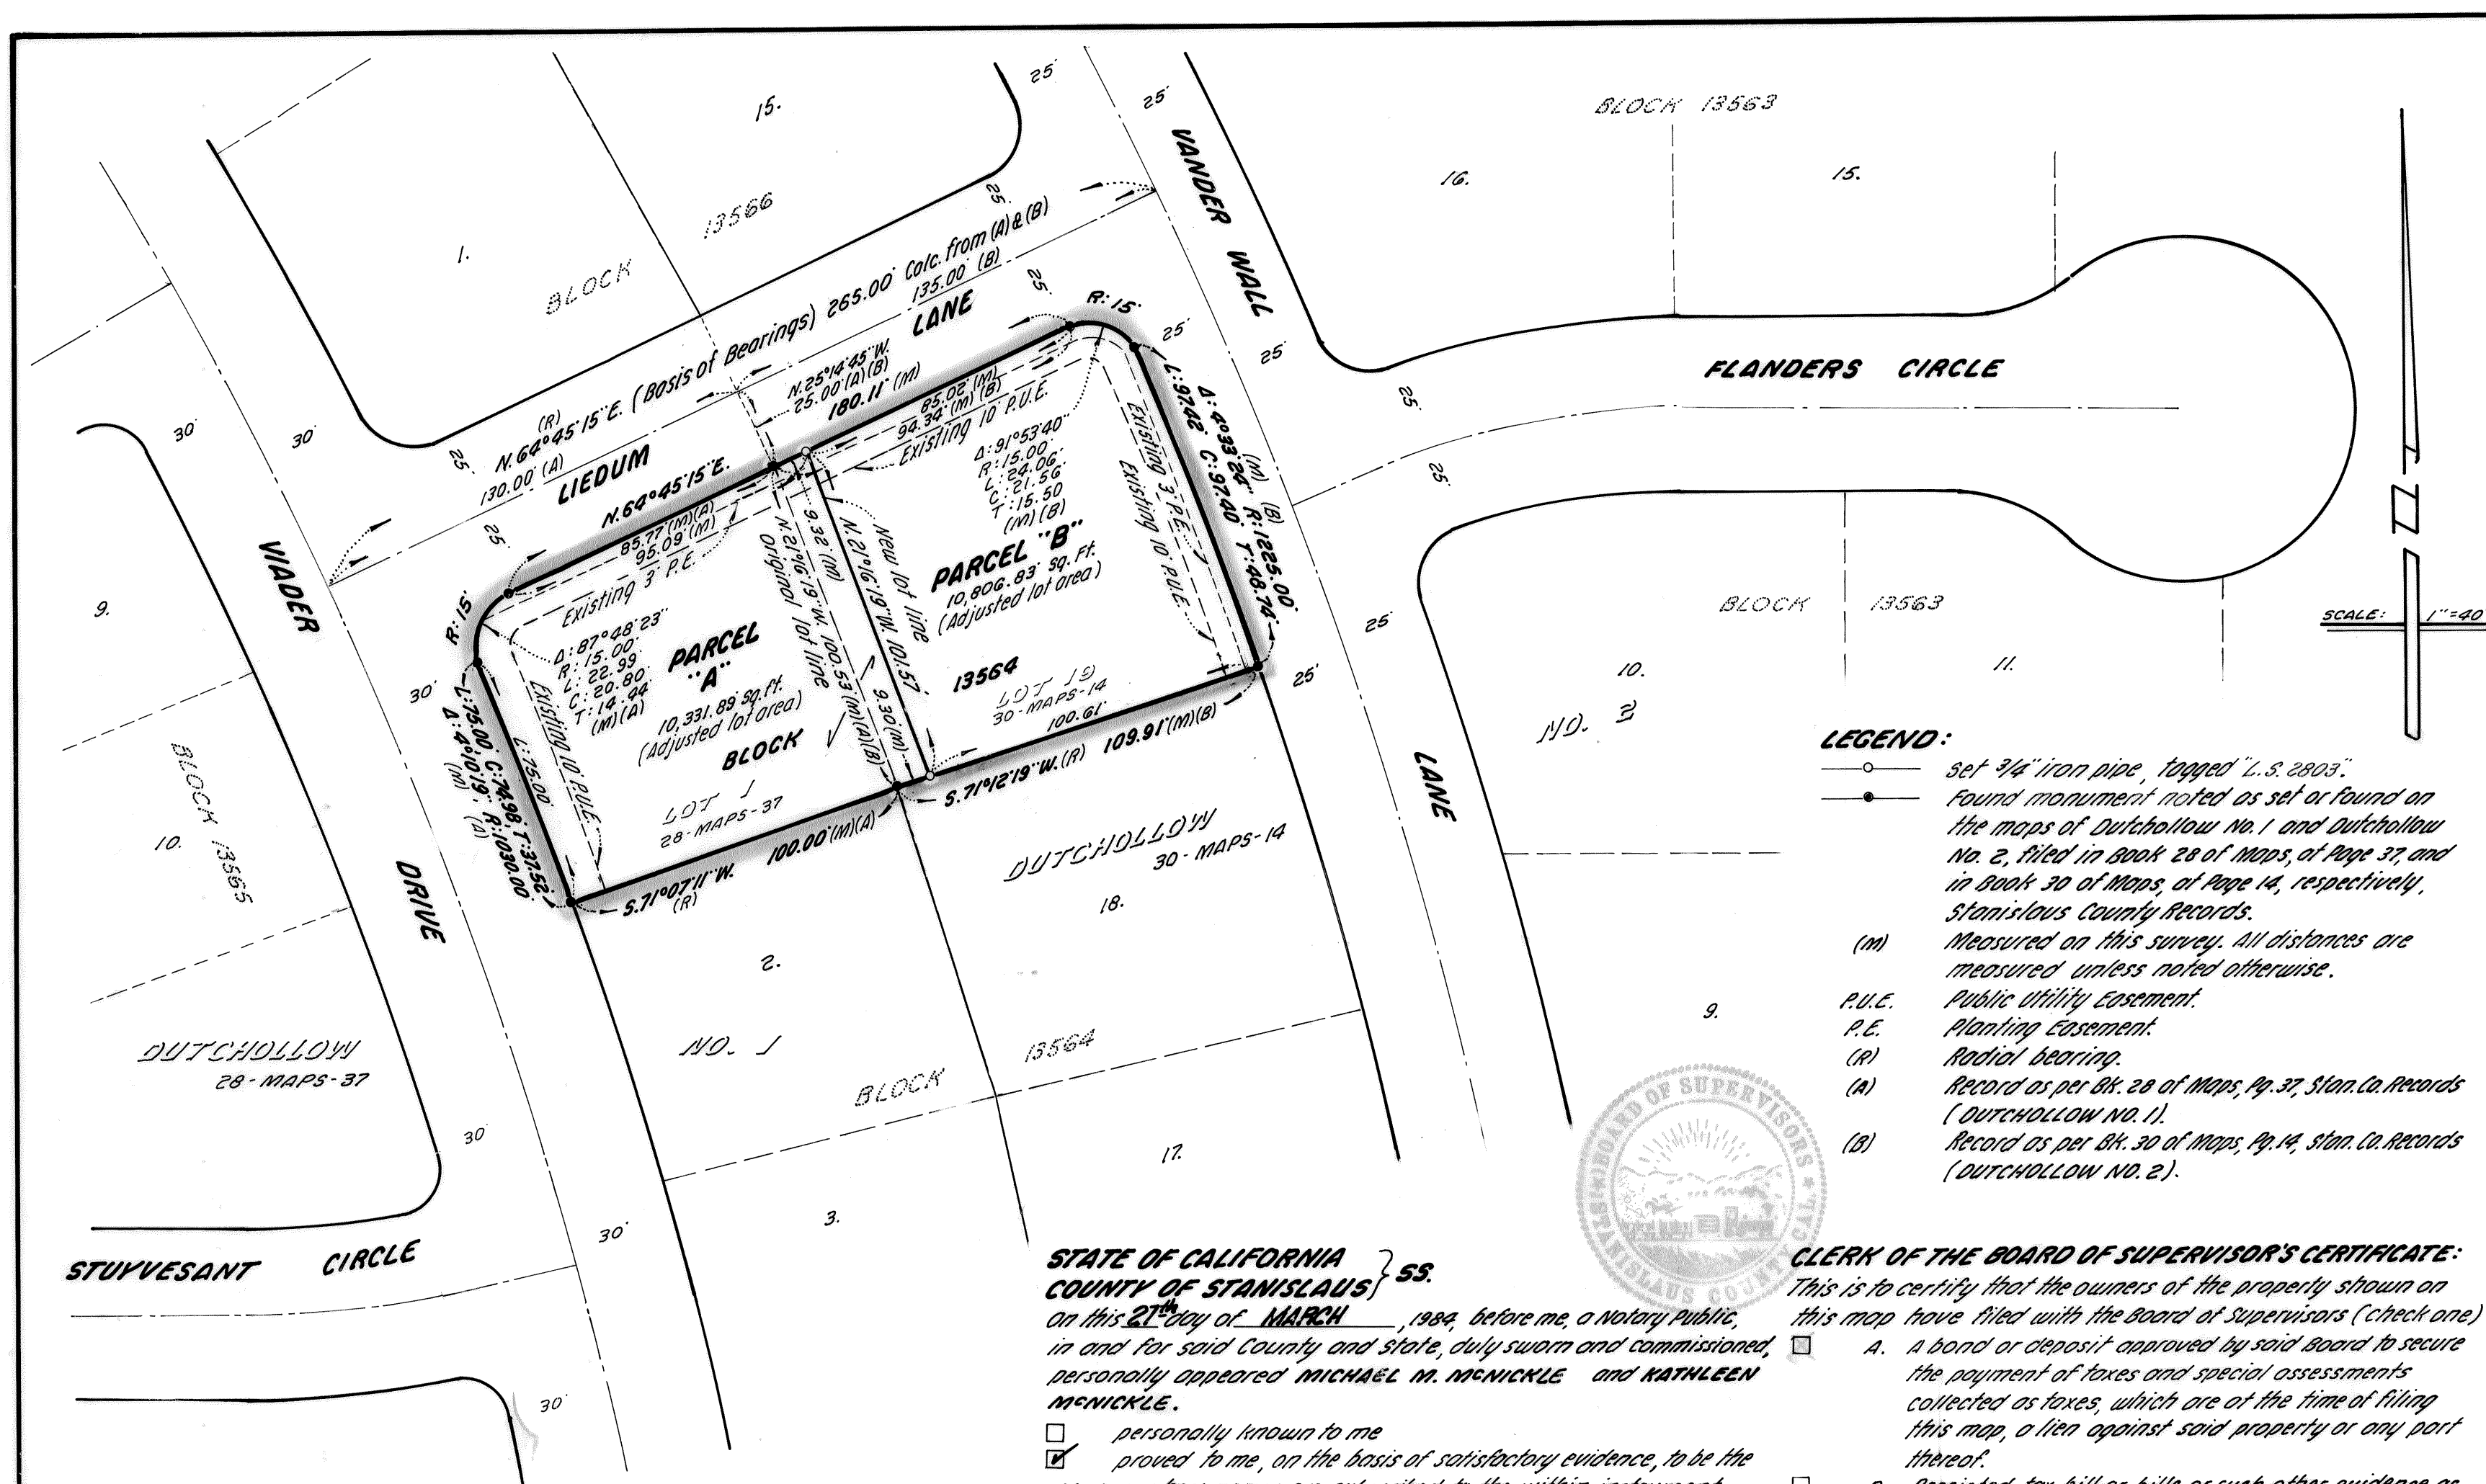 BLOCK 13563
16.
15.
15.
1.
BLOCK 13566
25'
25'
VANDER WALL LANE
25'
25'
25'
25'
25'
25'
25'
25'
25'
25'
25'
30'
30'
30'
30'
30'
30'
(R)
N.64°45'15"E. (Basis of Bearings) 265.00' Calc. from (A) & (B)
130.00' (A)
135.00' (B)
LIEDUM LANE
N.25°14'45"W.
25.00' (A)(B)
180.11' (M)
N.64°45'15"E.
85.77' (M)(A)
95.09' (M)
85.02' (M)
94.34' (M)(B)
Existing 10' P.U.E.
Existing 3' P.E.
R:15'
R:15'
Δ:91°53'40"
R:15.00'
L:24.06'
C:21.56'
T:15.50'
(M)(B)
PARCEL "B"
10,806.83 Sq. Ft.
(Adjusted lot area)
13564
LOT 19
30-MAPS-14
100.61'
Existing 3' P.E.
Existing 10' P.U.E.
L:97.42'
Δ:4°33'24" R:1225.00'
C:97.40' T:48.74'
(M) (B)
New lot line
N.21°16'19"W. 101.57'
9.32' (M)
N.21°16'19"W. 100.53' (M)(A)(B)
Original lot line
9.30' (M)
Δ:87°48'23"
R:15.00'
L:22.99'
C:20.80'
T:14.44'
(M)(A)
PARCEL
"A"
10,331.89 Sq. ft.
(Adjusted lot area)
BLOCK
LOT 1
28-MAPS-37
Existing 10' P.U.E.
L:75.00'
L:75.00' C:74.98' T:37.52'
Δ:4°10'19" R:1030.00'
(M) (A)
S.71°07'11"W. 100.00' (M)(A)
(R)
S.71°12'19"W. (R) 109.91' (M)(B)
VIADER DRIVE
FLANDERS CIRCLE
BLOCK 13563
10.
11.
NO. 2
9.
9.
10.
BLOCK 13565
DUTCHOLLOW
28-MAPS-37
DUTCHOLLOW
30-MAPS-14
18.
2.
NO. 1
BLOCK 13564
17.
3.
STUYVESANT CIRCLE
SCALE: 1"=40
LEGEND:
Set 3/4" iron pipe, tagged "L.S. 2803".
Found monument noted as set or found on
the maps of Dutchollow No. 1 and Dutchollow
No. 2, filed in Book 28 of Maps, at Page 37, and
in Book 30 of Maps, at Page 14, respectively,
Stanislaus County Records.
(M) Measured on this survey. All distances are
measured unless noted otherwise.
P.U.E. Public Utility Easement.
P.E. Planting Easement.
(R) Radial bearing.
(A) Record as per Bk. 28 of Maps, Pg. 37, Stan. Co. Records
(DUTCHOLLOW NO. 1).
(B) Record as per Bk. 30 of Maps, Pg. 14, Stan. Co. Records
(DUTCHOLLOW NO. 2).
BOARD OF SUPERVISORS
STANISLAUS COUNTY CAL.
STATE OF CALIFORNIA
COUNTY OF STANISLAUS } SS.
On this 27th day of MARCH, 1984, before me, a Notary Public,
in and for said County and State, duly sworn and commissioned,
personally appeared MICHAEL M. McNICKLE and KATHLEEN
McNICKLE.
personally known to me
proved to me, on the basis of satisfactory evidence, to be the
CLERK OF THE BOARD OF SUPERVISOR'S CERTIFICATE:
This is to certify that the owners of the property shown on
this map have filed with the Board of Supervisors (check one)
A. A bond or deposit approved by said Board to secure
the payment of taxes and special assessments
collected as taxes, which are at the time of filing
this map, a lien against said property or any part
thereof.